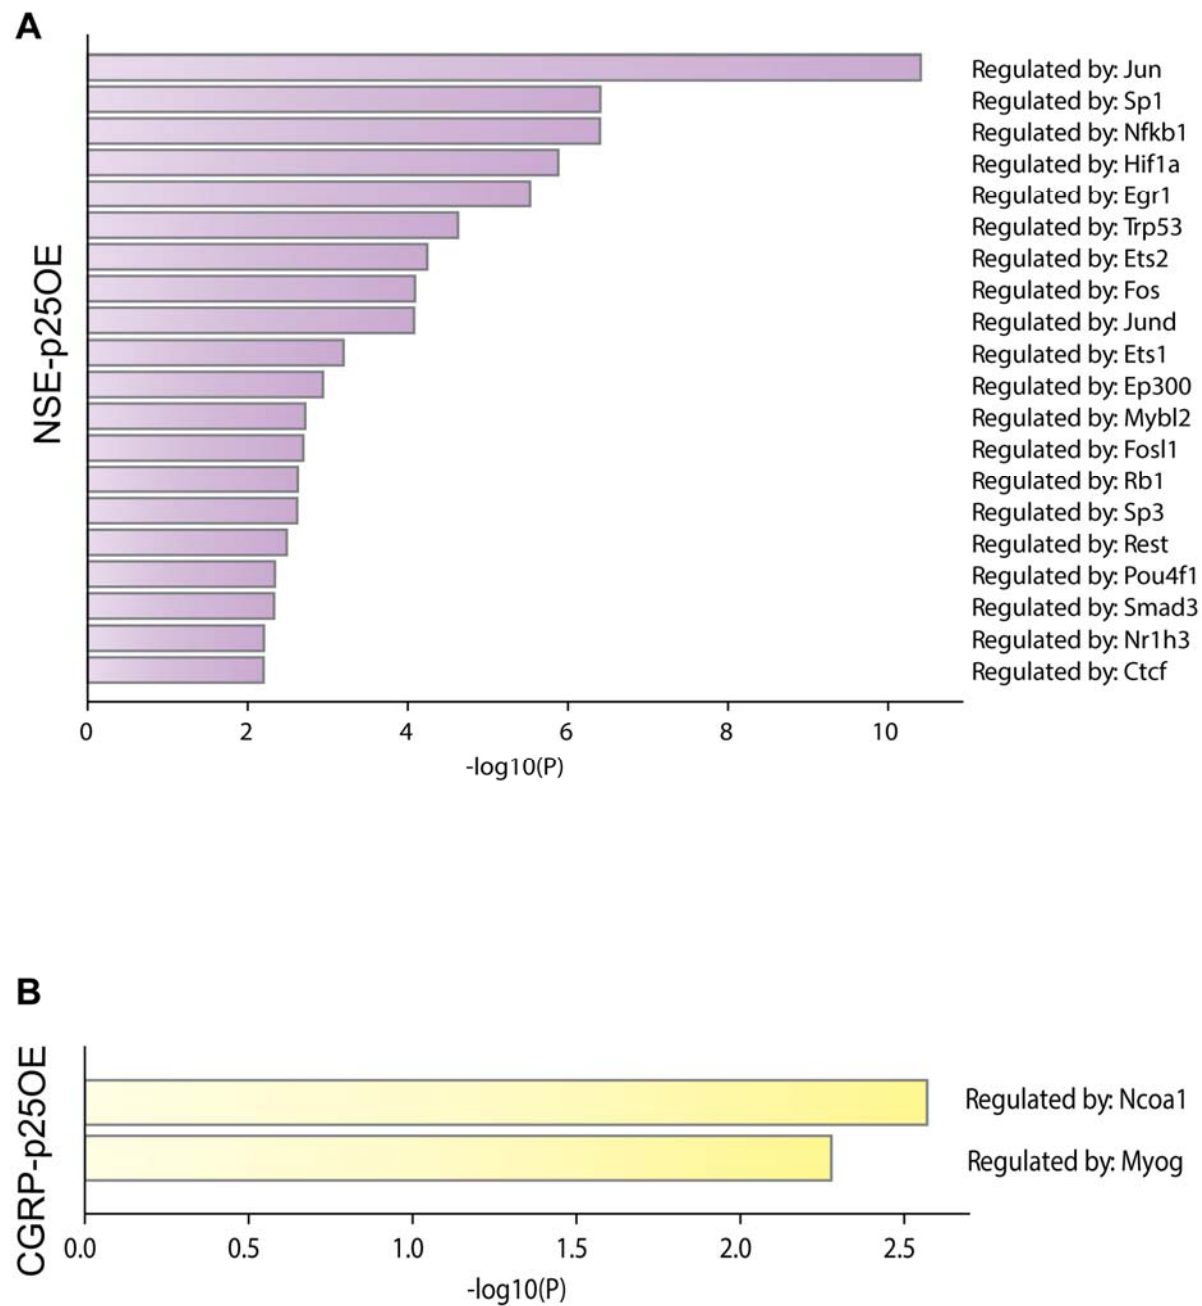 A
NSE-p25OE
Regulated by: Jun
Regulated by: Sp1
Regulated by: Nfkb1
Regulated by: Hif1a
Regulated by: Egr1
Regulated by: Trp53
Regulated by: Ets2
Regulated by: Fos
Regulated by: Jund
Regulated by: Ets1
Regulated by: Ep300
Regulated by: Mybl2
Regulated by: Fosl1
Regulated by: Rb1
Regulated by: Sp3
Regulated by: Rest
Regulated by: Pou4f1
Regulated by: Smad3
Regulated by: Nr1h3
Regulated by: Ctcf
0 2 4 6 8 10
-log10(P)
B
CGRP-p25OE
Regulated by: Ncoa1
Regulated by: Myog
0.0 0.5 1.0 1.5 2.0 2.5
-log10(P)